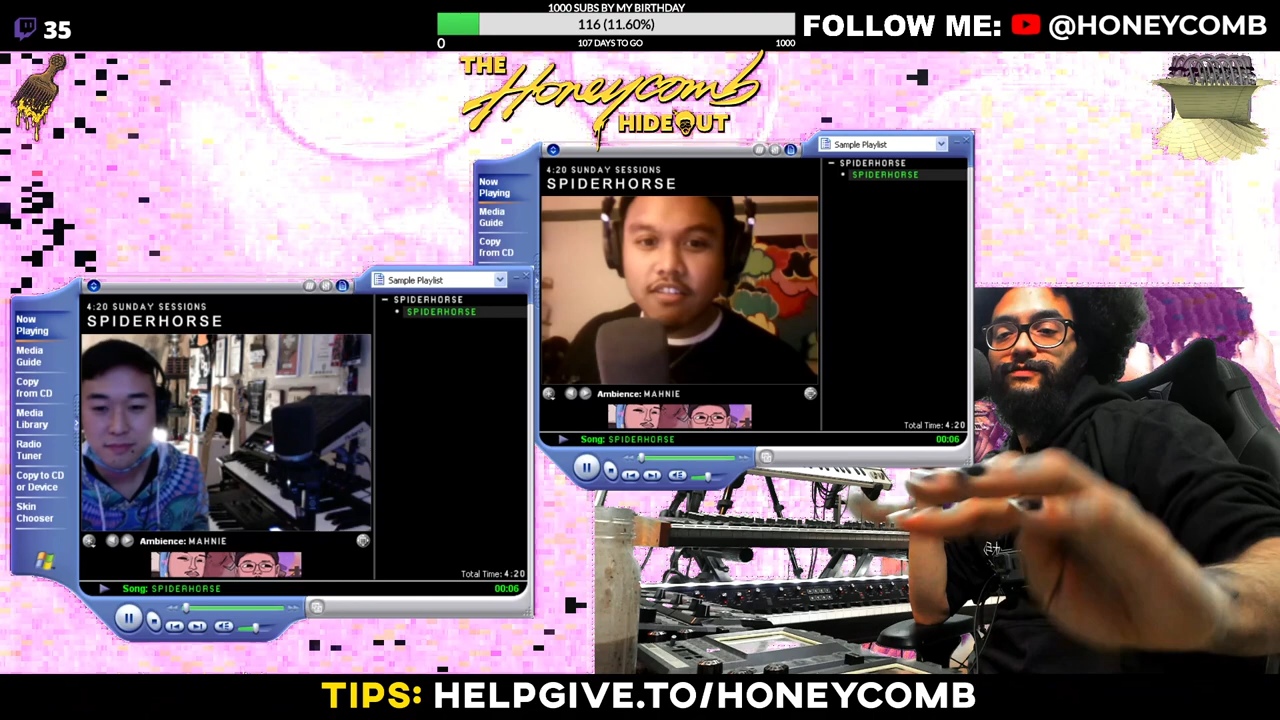 35
1000 SUBS BY MY BIRTHDAY
116 (11.60%)
0
107 DAYS TO GO
1000
FOLLOW ME: @HONEYCOMB
THE
Honeycomb
HIDEOUT
Sample Playlist
4:20 SUNDAY SESSIONS
SPIDERHORSE
SPIDERHORSE
SPIDERHORSE
Now
Playing
Media
Guide
Copy
from CD
Ambience: MAHNIE
Total Time: 4:20
Song: SPIDERHORSE
00:06
Sample Playlist
4:20 SUNDAY SESSIONS
SPIDERHORSE
SPIDERHORSE
SPIDERHORSE
Now
Playing
Media
Guide
Copy
from CD
Media
Library
Radio
Tuner
Copy to CD
or Device
Skin
Chooser
Ambience: MAHNIE
Total Time: 4:20
Song: SPIDERHORSE
00:06
TIPS: HELPGIVE.TO/HONEYCOMB